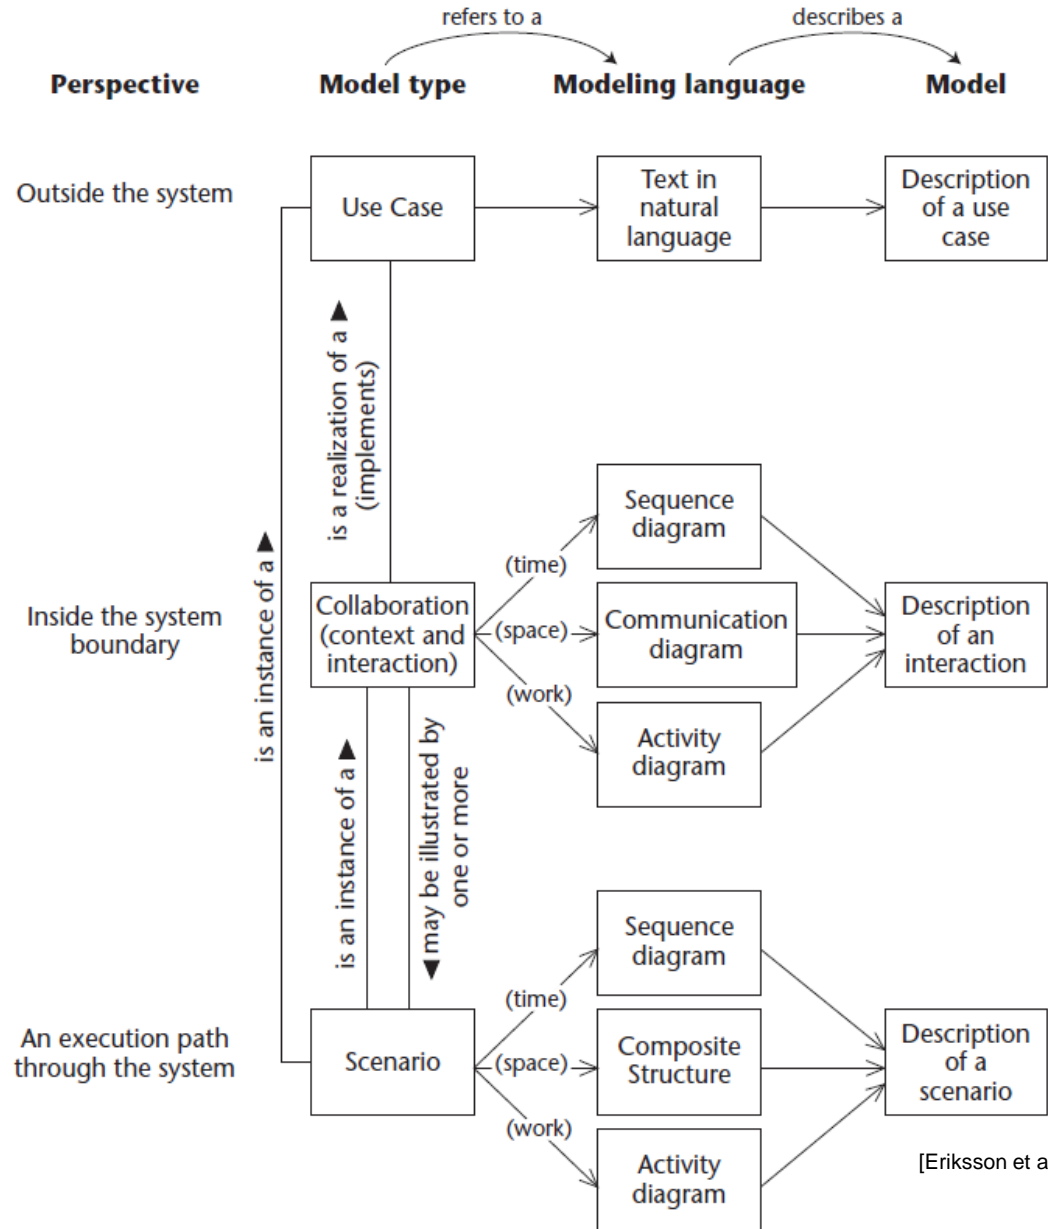 refers to a
describes a
Perspective
Model type
Modeling language
Model
Outside the system
Use Case
Text in
natural
language
Description
of a use
case
is an instance of a ▲
is a realization of a ▲
(implements)
Inside the system
boundary
Collaboration
(context and
interaction)
(time)
(space)
(work)
Sequence
diagram
Communication
diagram
Activity
diagram
Description
of an
interaction
is an instance of a ▲
◀ may be illustrated by
one or more
An execution path
through the system
Scenario
(time)
(space)
(work)
Sequence
diagram
Composite
Structure
Activity
diagram
Description
of a
scenario
[Eriksson et a